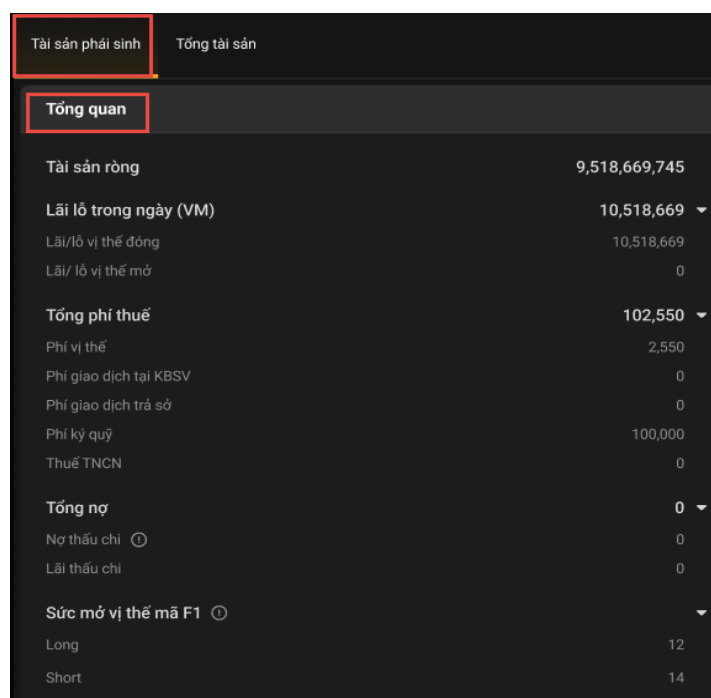 Tài sản phái sinh Tổng tài sản
Tổng quan
Tài sản ròng 9,518,669,745
Lãi lỗ trong ngày (VM) 10,518,669
Lãi/lỗ vị thế đóng 10,518,669
Lãi/ lỗ vị thế mở 0
Tổng phí thuế 102,550
Phí vị thế 2,550
Phí giao dịch tại KBSV 0
Phí giao dịch trả sở 0
Phí ký quỹ 100,000
Thuế TNCN 0
Tổng nợ 0
Nợ thấu chi 0
Lãi thấu chi 0
Sức mở vị thế mã F1
Long 12
Short 14